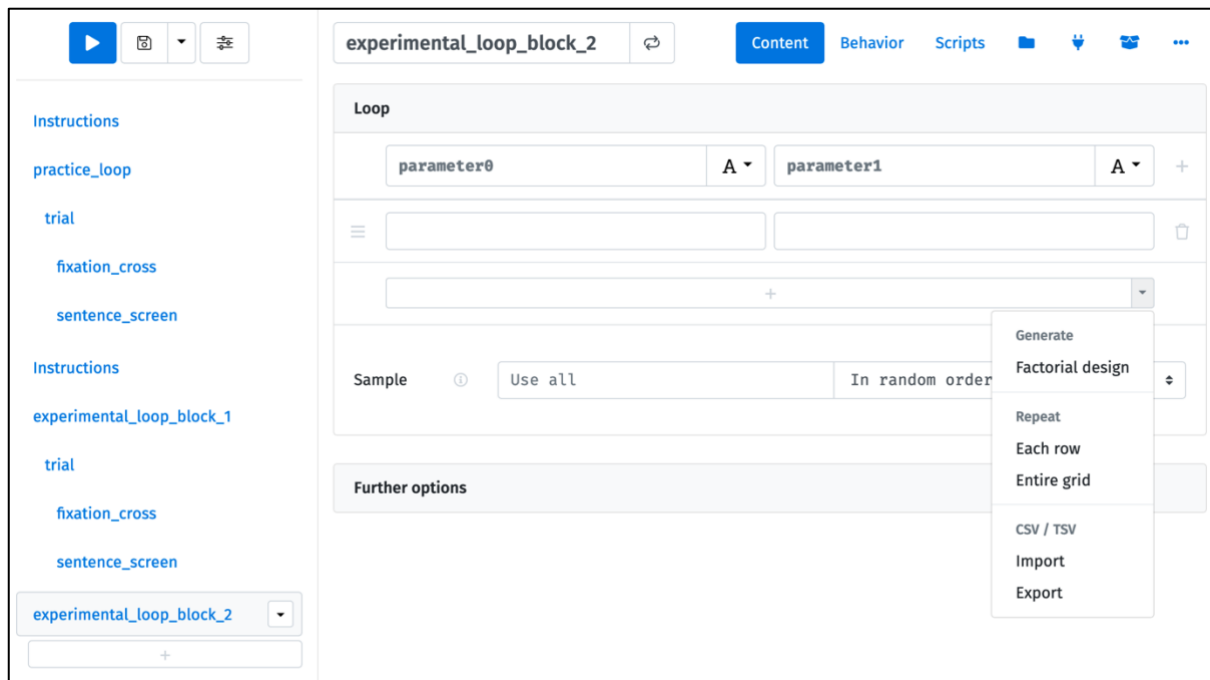 experimental_loop_block_2
Content
Behavior
Scripts
Instructions
practice_loop
trial
fixation_cross
sentence_screen
Instructions
experimental_loop_block_1
trial
fixation_cross
sentence_screen
experimental_loop_block_2
+
Loop
parameter0 A parameter1 A +
+
Sample Use all In random order
Generate
Factorial design
Repeat
Each row
Entire grid
CSV / TSV
Import
Export
Further options